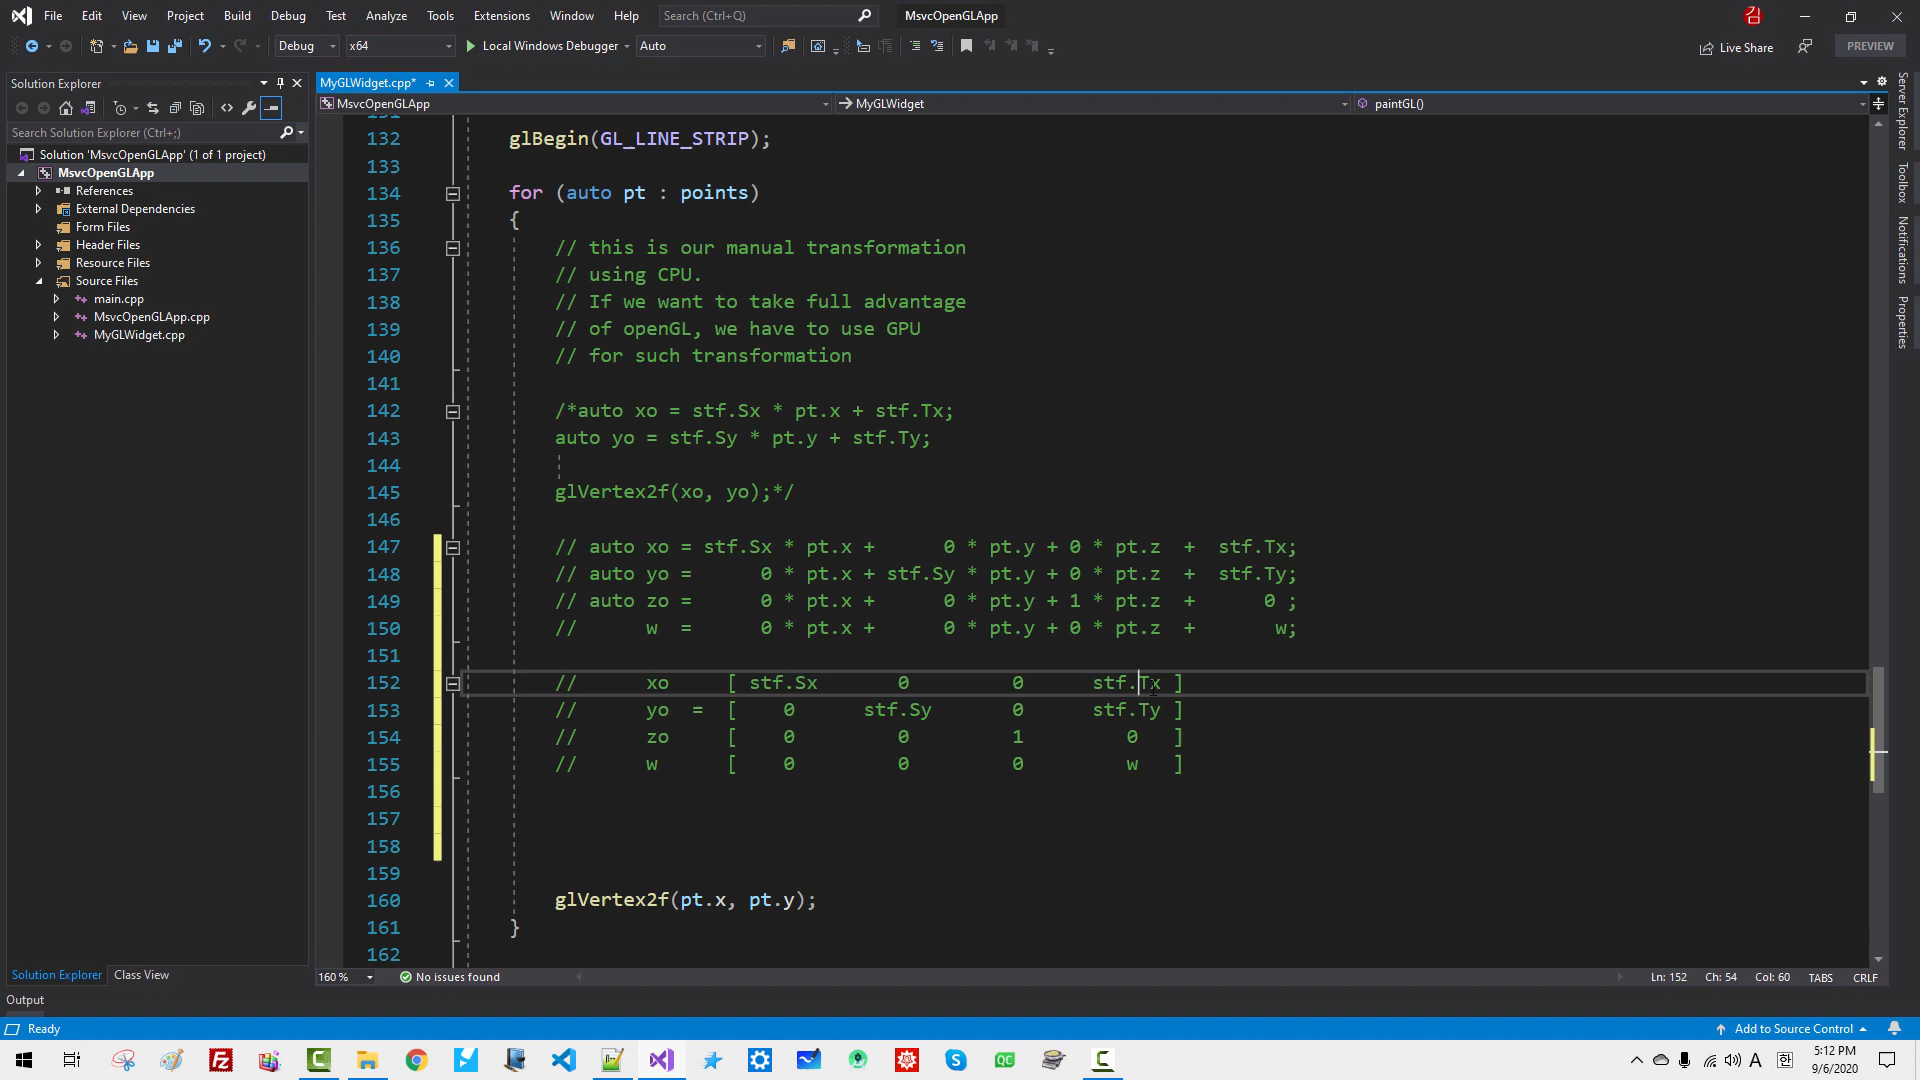 File Edit View Project Build Debug Test Analyze Tools Extensions Window Help Search (Ctrl+Q) MsvcOpenGLApp 김
Debug x64 Local Windows Debugger Auto Live Share PREVIEW
Solution Explorer
Search Solution Explorer (Ctrl+;)
Solution 'MsvcOpenGLApp' (1 of 1 project)
MsvcOpenGLApp
References
External Dependencies
Form Files
Header Files
Resource Files
Source Files
main.cpp
MsvcOpenGLApp.cpp
MyGLWidget.cpp
Solution Explorer Class View
MyGLWidget.cpp*
MsvcOpenGLApp MyGLWidget paintGL()
131
132 glBegin(GL_LINE_STRIP);
133
134 for (auto pt : points)
135 {
136 // this is our manual transformation
137 // using CPU.
138 // If we want to take full advantage
139 // of openGL, we have to use GPU
140 // for such transformation
141
142 /*auto xo = stf.Sx * pt.x + stf.Tx;
143 auto yo = stf.Sy * pt.y + stf.Ty;
144
145 glVertex2f(xo, yo);*/
146
147 // auto xo = stf.Sx * pt.x + 0 * pt.y + 0 * pt.z + stf.Tx;
148 // auto yo = 0 * pt.x + stf.Sy * pt.y + 0 * pt.z + stf.Ty;
149 // auto zo = 0 * pt.x + 0 * pt.y + 1 * pt.z + 0 ;
150 // w = 0 * pt.x + 0 * pt.y + 0 * pt.z + w;
151
152 // xo [ stf.Sx 0 0 stf.Tx ]
153 // yo = [ 0 stf.Sy 0 stf.Ty ]
154 // zo [ 0 0 1 0 ]
155 // w [ 0 0 0 w ]
156
157
158
159
160 glVertex2f(pt.x, pt.y);
161 }
162
160 % No issues found Ln: 152 Ch: 54 Col: 60 TABS CRLF
Server Explorer
Toolbox
Notifications
Properties
Output
Ready Add to Source Control
A 한 5:12 PM
9/6/2020